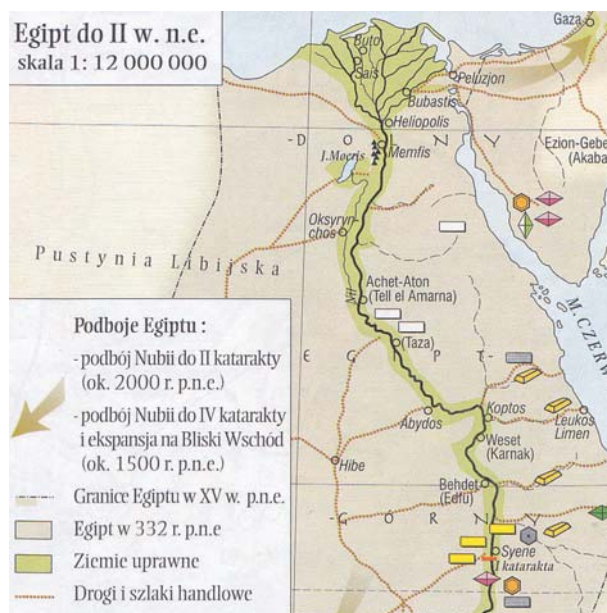 Egipt do II w. n.e.
skala 1: 12 000 000
Gaza
Buto
Sais
Peluzjon
Bubastis
Heliopolis
- D O L N Y
Ezion-Gebe
(Akaba
J.Moeris
Memfis
Oksyryn-
chos
Pustynia Libijska
Nil
Achet-Aton
(Tell el Amarna)
M.CZERW
(Taza)
E G I P T -
Podboje Egiptu :
-podbój Nubii do II katarakty
(ok. 2000 r. p.n.e.)
-podbój Nubii do IV katarakty
i ekspansja na Bliski Wschód
(ok. 1500 r. p.n.e.)
Granice Egiptu w XV w. p.n.e.
Egipt w 332 r. p.n.e
Ziemie uprawne
Drogi i szlaki handlowe
Abydos
Koptos
Leukos
Limen
Weset
(Karnak)
Hibe
Behdet
(Edfu)
- G Ó R N Y
Syene
I katarakta